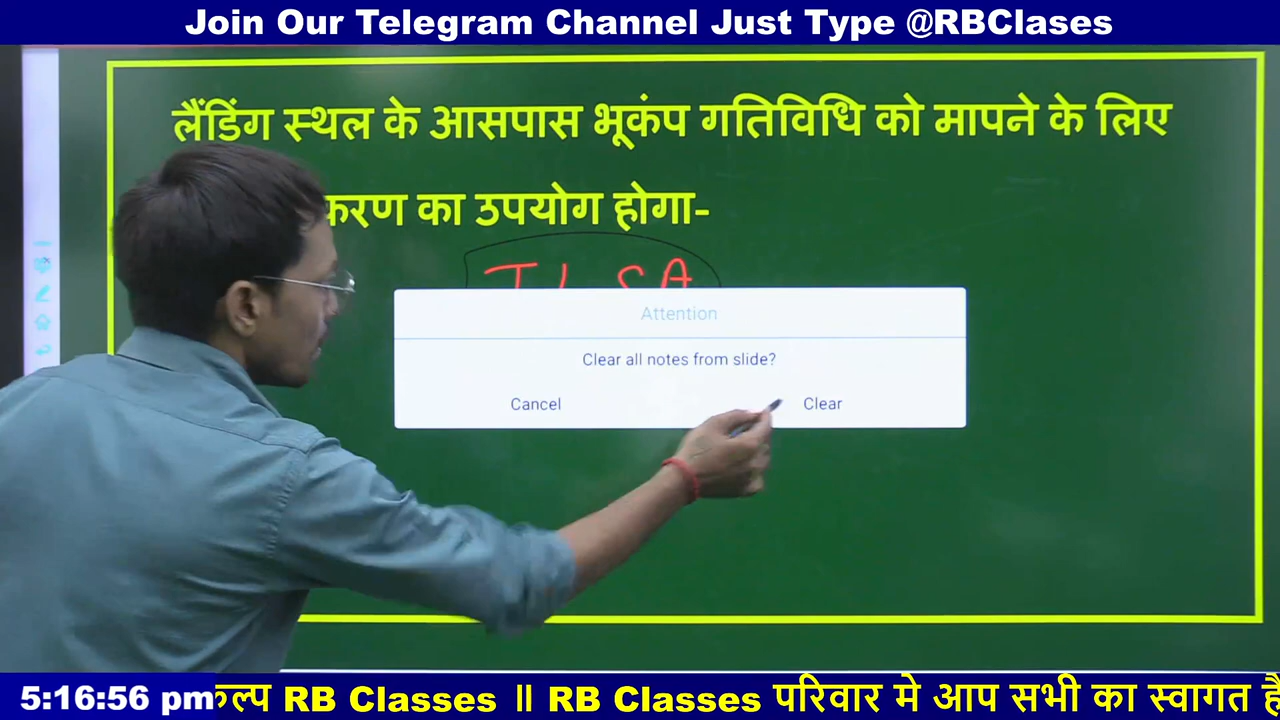 Join Our Telegram Channel Just Type @RBClases
लैंडिंग स्थल के आसपास भूकंप गतिविधि को मापने के लिए
का उपयोग होगा-
Attention
Clear all notes from slide?
Cancel
Clear
5:16:56 pm
RB Classes || RB Classes परिवार मे आप सभी का स्वागत है